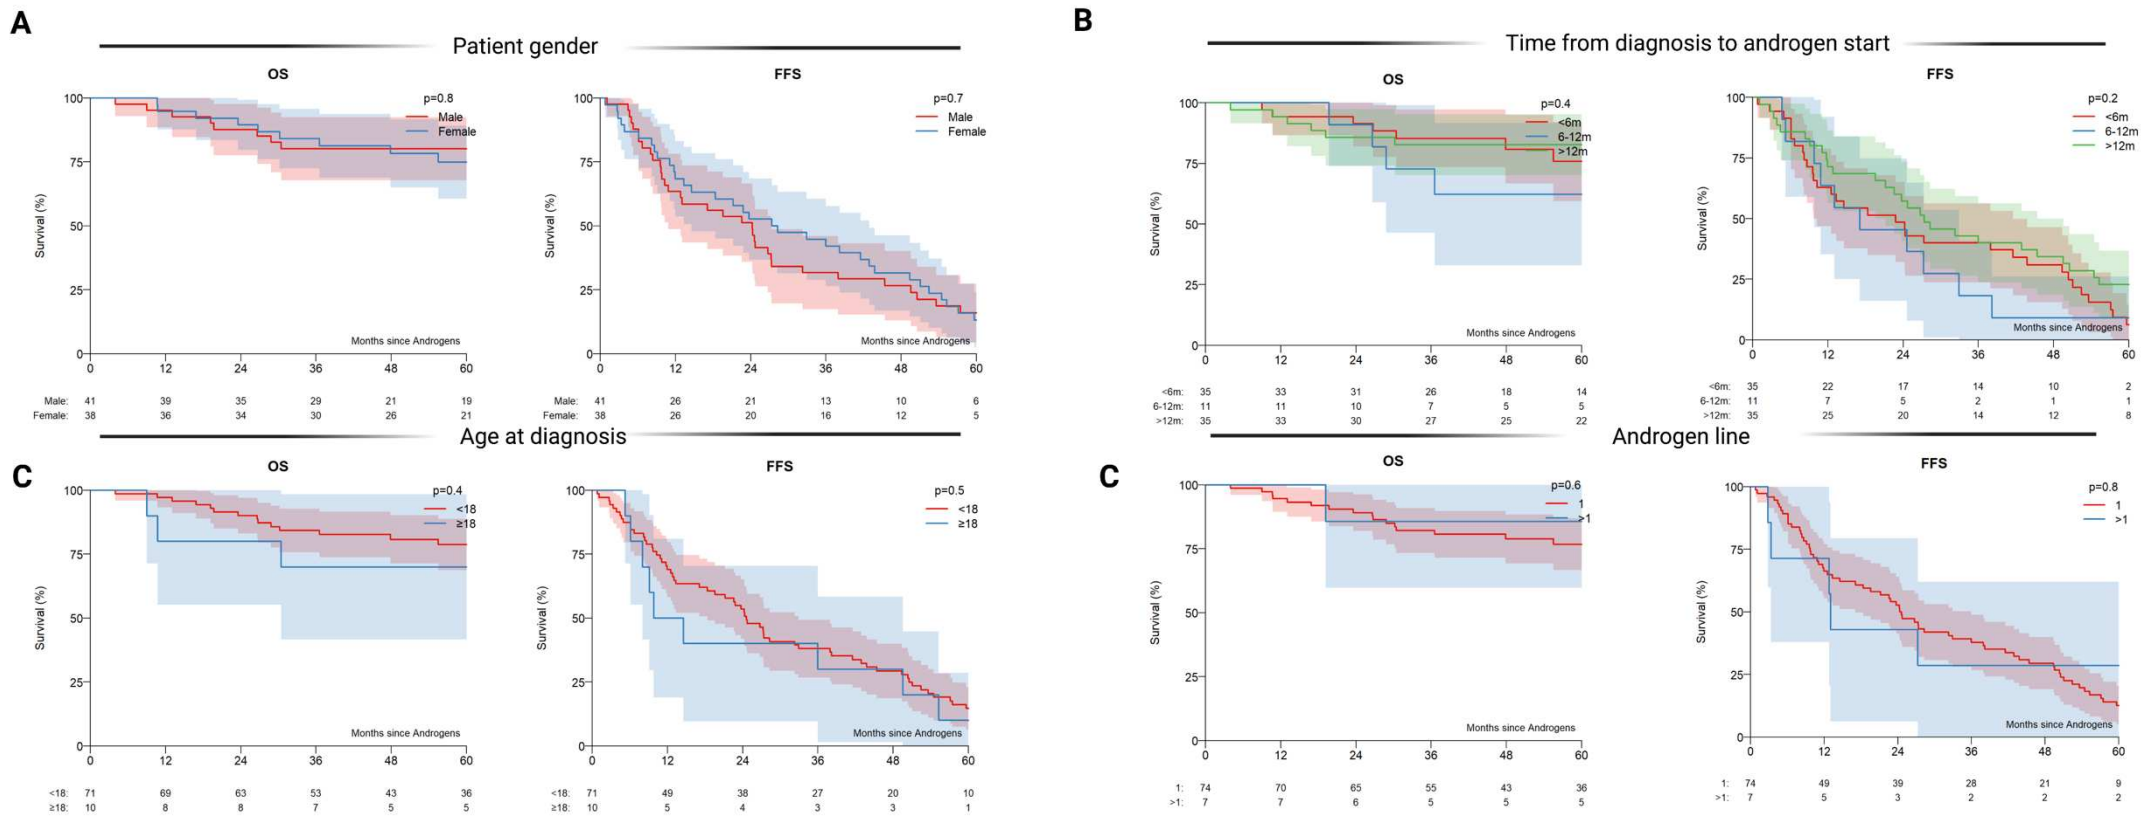 A
Patient gender
OS
p=0.8
Male
Female
100
75
50
25
0
Survival (%)
Months since Androgens
0 12 24 36 48 60
Male: 41 39 35 29 21 19
Female: 38 36 34 30 26 21
FFS
p=0.7
Male
Female
100
75
50
25
0
Survival (%)
Months since Androgens
0 12 24 36 48 60
Male: 41 26 21 13 10 6
Female: 38 26 20 16 12 5
B
Time from diagnosis to androgen start
OS
p=0.4
<6m
6-12m
>12m
100
75
50
25
0
Survival (%)
Months since Androgens
0 12 24 36 48 60
<6m: 35 33 31 26 18 14
6-12m: 11 11 10 7 5 5
>12m: 35 33 30 27 25 22
FFS
p=0.2
<6m
6-12m
>12m
100
75
50
25
0
Survival (%)
Months since Androgens
0 12 24 36 48 60
<6m: 35 22 17 14 10 2
6-12m: 11 7 5 2 1 1
>12m: 35 25 20 14 12 8
C
Age at diagnosis
OS
p=0.4
<18
≥18
100
75
50
25
0
Survival (%)
Months since Androgens
0 12 24 36 48 60
<18: 71 69 63 53 43 36
≥18: 10 8 8 7 5 5
FFS
p=0.5
<18
≥18
100
75
50
25
0
Survival (%)
Months since Androgens
0 12 24 36 48 60
<18: 71 49 38 27 20 10
≥18: 10 5 4 3 3 1
C
Androgen line
OS
p=0.6
1
>1
100
75
50
25
0
Survival (%)
Months since Androgens
0 12 24 36 48 60
1: 74 70 65 55 43 36
>1: 7 7 6 5 5 5
FFS
p=0.8
1
>1
100
75
50
25
0
Survival (%)
Months since Androgens
0 12 24 36 48 60
1: 74 49 39 28 21 9
>1: 7 5 3 2 2 2